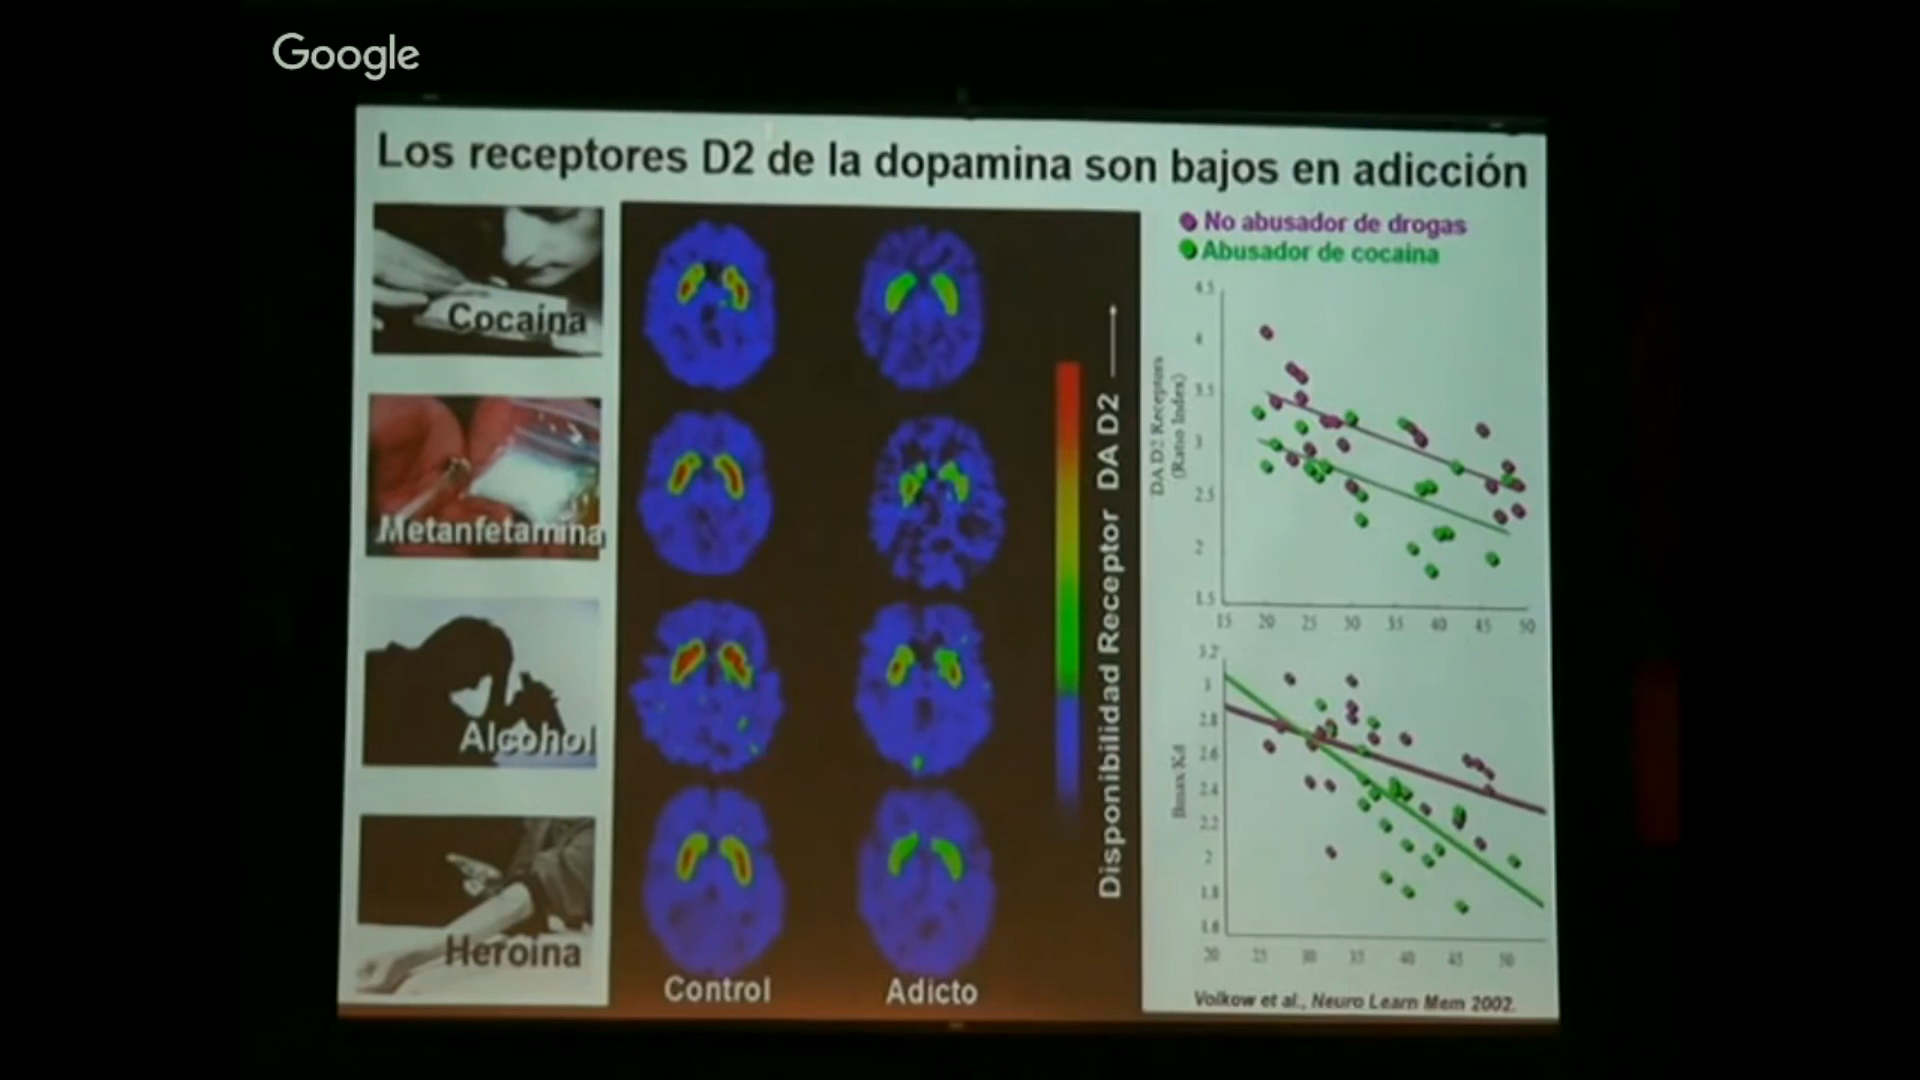 Google
Los receptores D2 de la dopamina son bajos en adicción
Cocaina
Metanfetamina
Alcohol
Heroina
Control
Adicto
Disponibilidad Receptor DA D2
No abusador de drogas
Abusador de cocaina
DA D2 Receptors
(Ratio Index)
4.5
4
3.5
3
2.5
2
1.5
15 20 25 30 35 40 45 50
Bmax/Kd
3.2
3
2.8
2.6
2.4
2.2
2
1.8
1.6
20 25 30 35 40 45 50
Volkow et al., Neuro Learn Mem 2002.